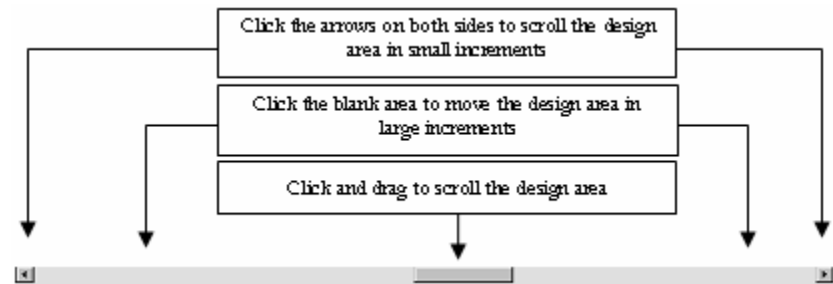 Click the arrows on both sides to scroll the design
area in small increments
Click the blank area to move the design area in
large increments
Click and drag to scroll the design area